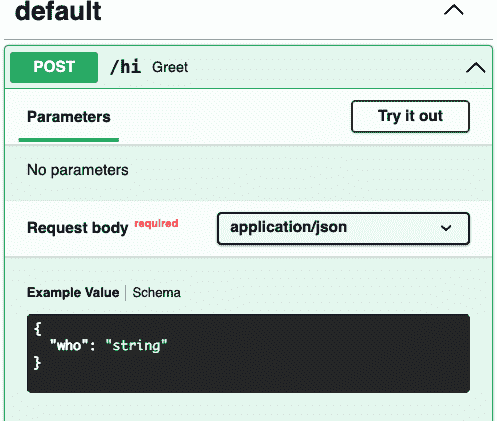 default
POST /hi Greet
Parameters Try it out
No parameters
Request body required application/json
Example Value Schema
{
"who": "string"
}